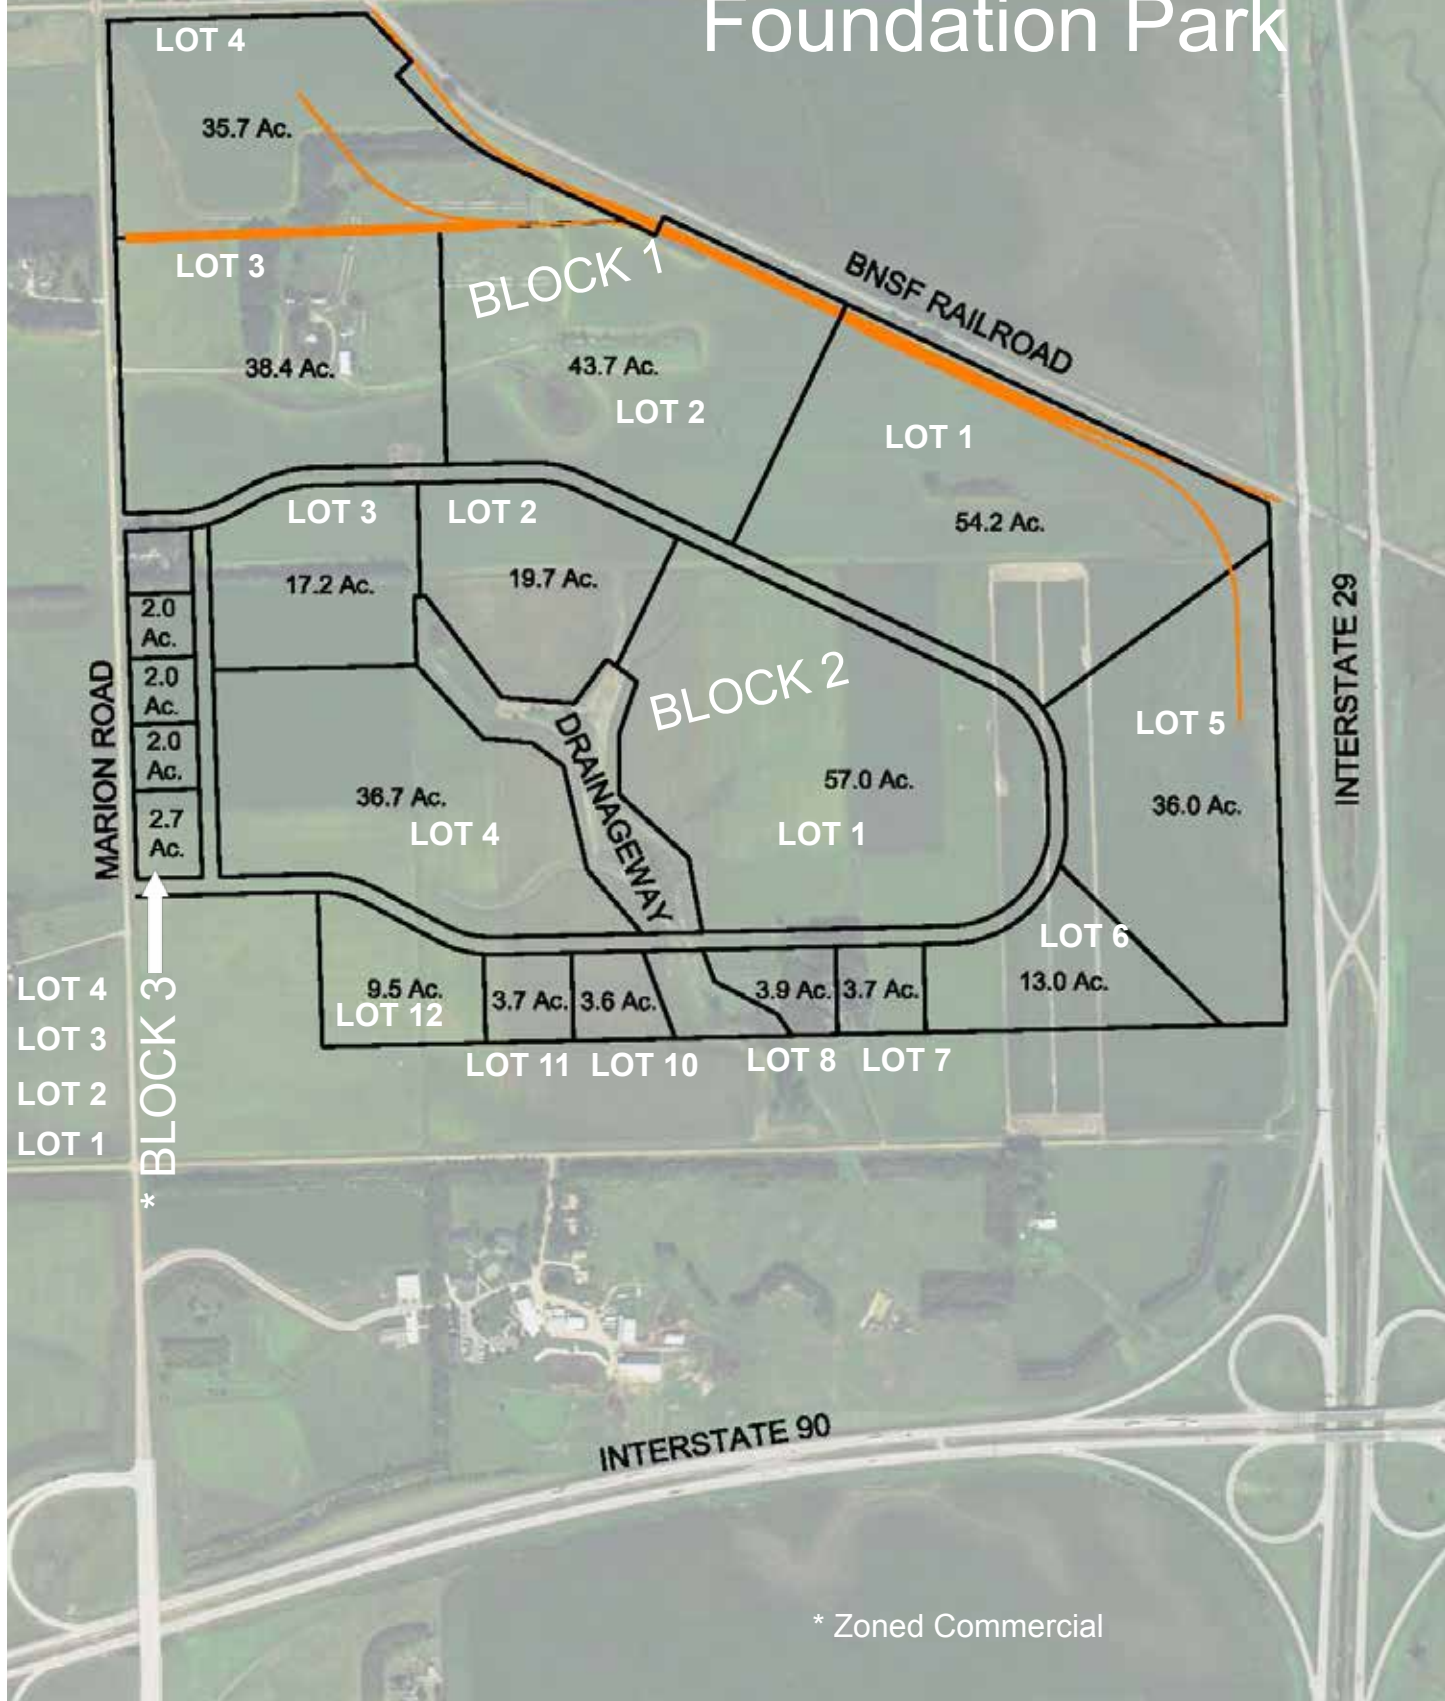 Foundation Park
LOT 4
35.7 Ac.
LOT 3
BLOCK 1
BNSF RAILROAD
38.4 Ac.
43.7 Ac.
LOT 2
LOT 1
54.2 Ac.
LOT 3
LOT 2
17.2 Ac.
19.7 Ac.
2.0
Ac.
2.0
Ac.
2.0
Ac.
2.7
Ac.
MARION ROAD
BLOCK 2
DRAINAGEWAY
LOT 5
36.0 Ac.
INTERSTATE 29
57.0 Ac.
LOT 1
36.7 Ac.
LOT 4
LOT 6
13.0 Ac.
9.5 Ac.
LOT 12
3.7 Ac.
3.6 Ac.
3.9 Ac.
3.7 Ac.
LOT 11
LOT 10
LOT 8
LOT 7
LOT 4
LOT 3
LOT 2
LOT 1
* BLOCK 3
INTERSTATE 90
* Zoned Commercial